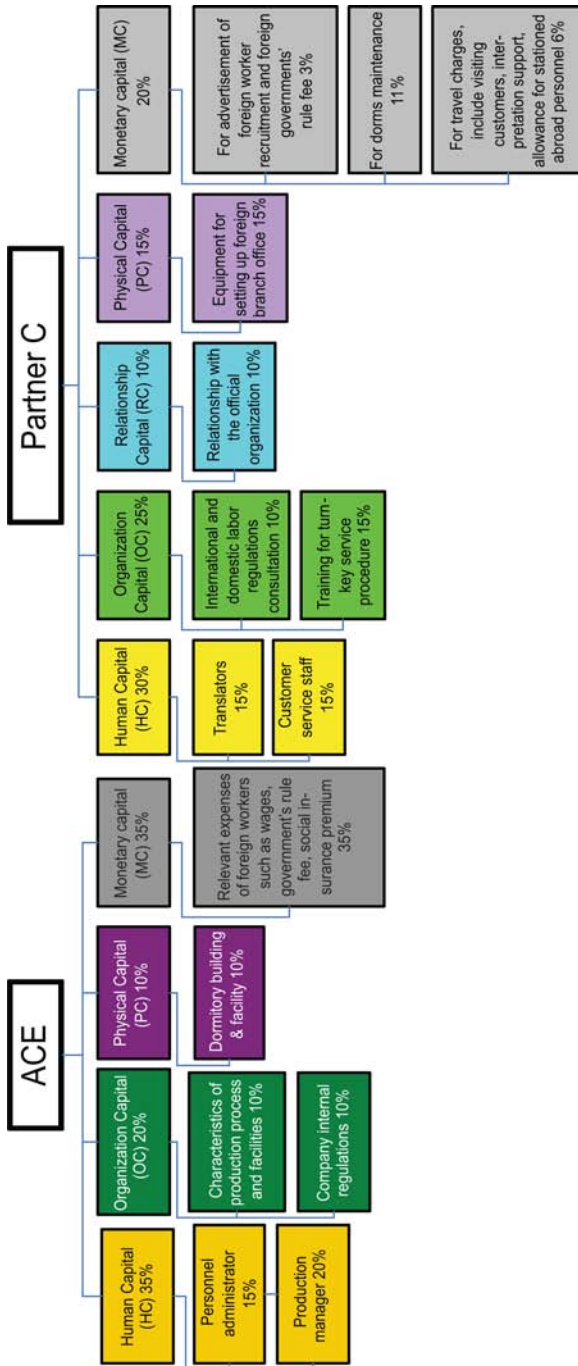 ACE
Human Capital
(HC) 35%
Personnel
administrator
15%
Production
manager 20%
Organization Capital
(OC) 20%
Characteristics of
production process
and facilities 10%
Company internal
regulations 10%
Physical Capital
(PC) 10%
Dormitory building
& facility 10%
Monetary capital
(MC) 35%
Relevant expenses
of foreign workers
such as wages,
government's rule
fee, social in-
surance premium
35%
Partner C
Human Capital
(HC) 30%
Translators
15%
Customer
service staff
15%
Organization
Capital (OC) 25%
International and
domestic labor
regulations
consultation 10%
Training for turn-
key service
procedure 15%
Relationship
Capital (RC) 10%
Relationship with
the official
organization 10%
Physical Capital
(PC) 15%
Equipment for
setting up foreign
branch office 15%
Monetary capital (MC)
20%
For advertisement of
foreign worker
recruitment and foreign
governments'
rule fee 3%
For dorms maintenance
11%
For travel charges,
include visiting
customers, inter-
pretation support,
allowance for stationed
abroad personnel 6%